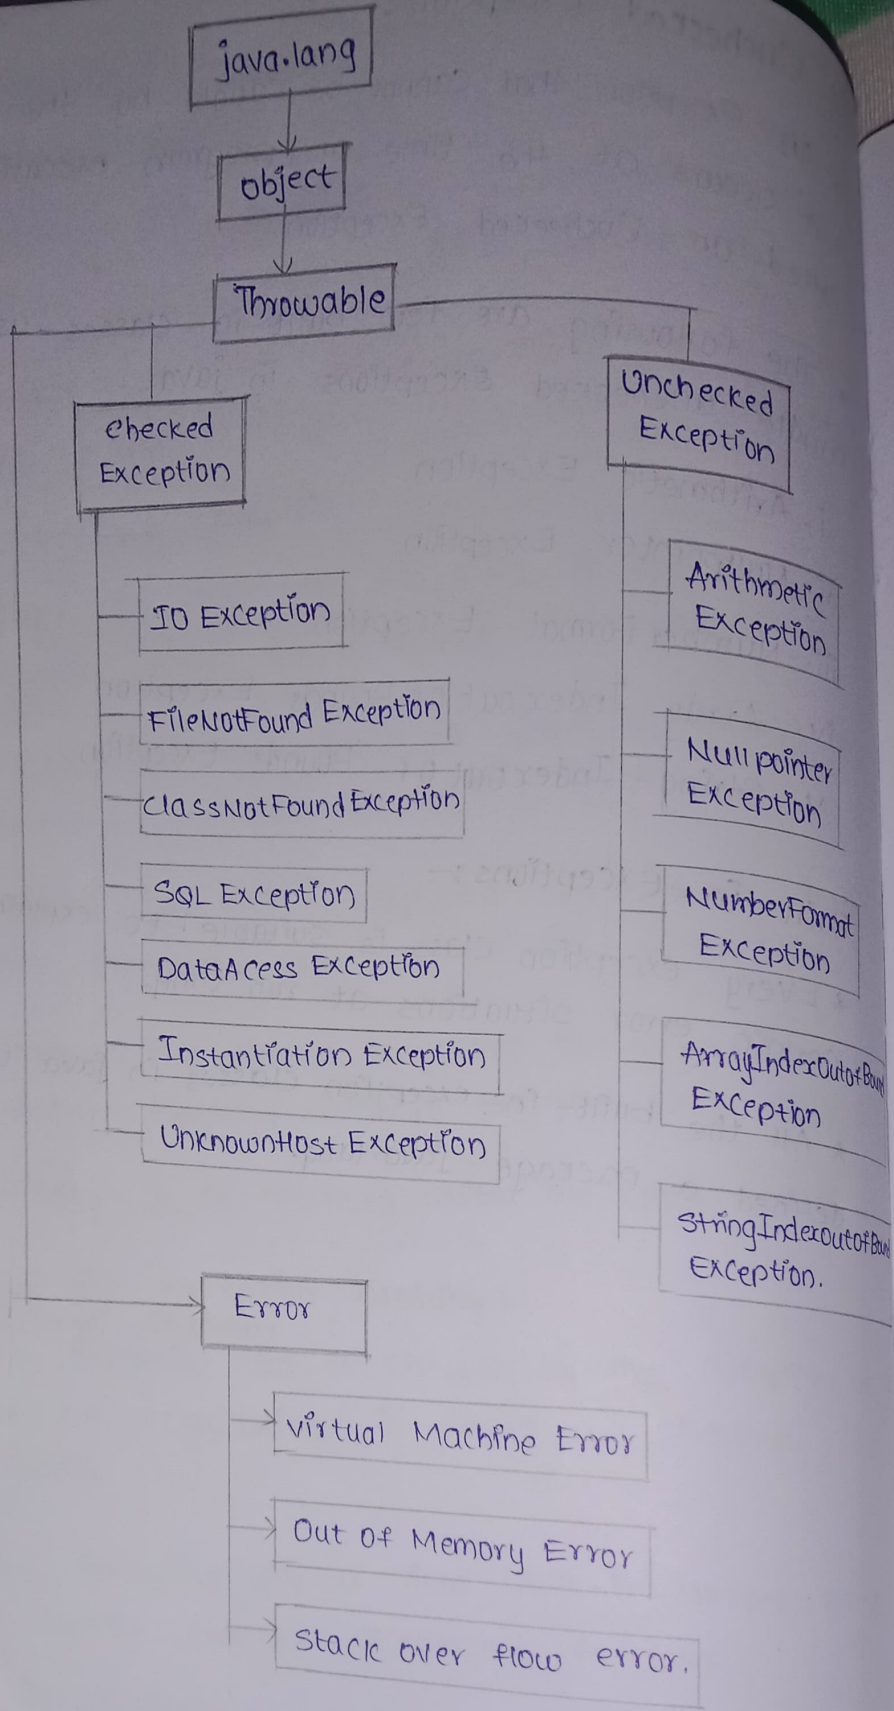 java.lang
object
Throwable
checked
Exception
IO Exception
FileNotFound Exception
ClassNotFound Exception
SQL Exception
DataAcess Exception
Instantiation Exception
UnknownHost Exception
Unchecked
Exception
Arithmetic
Exception
Nullpointer
Exception
NumberFormat
Exception
ArrayIndexOutofBound
Exception
StringIndexoutofBound
Exception.
Error
Virtual Machine Error
Out Of Memory Error
Stack over flow error.